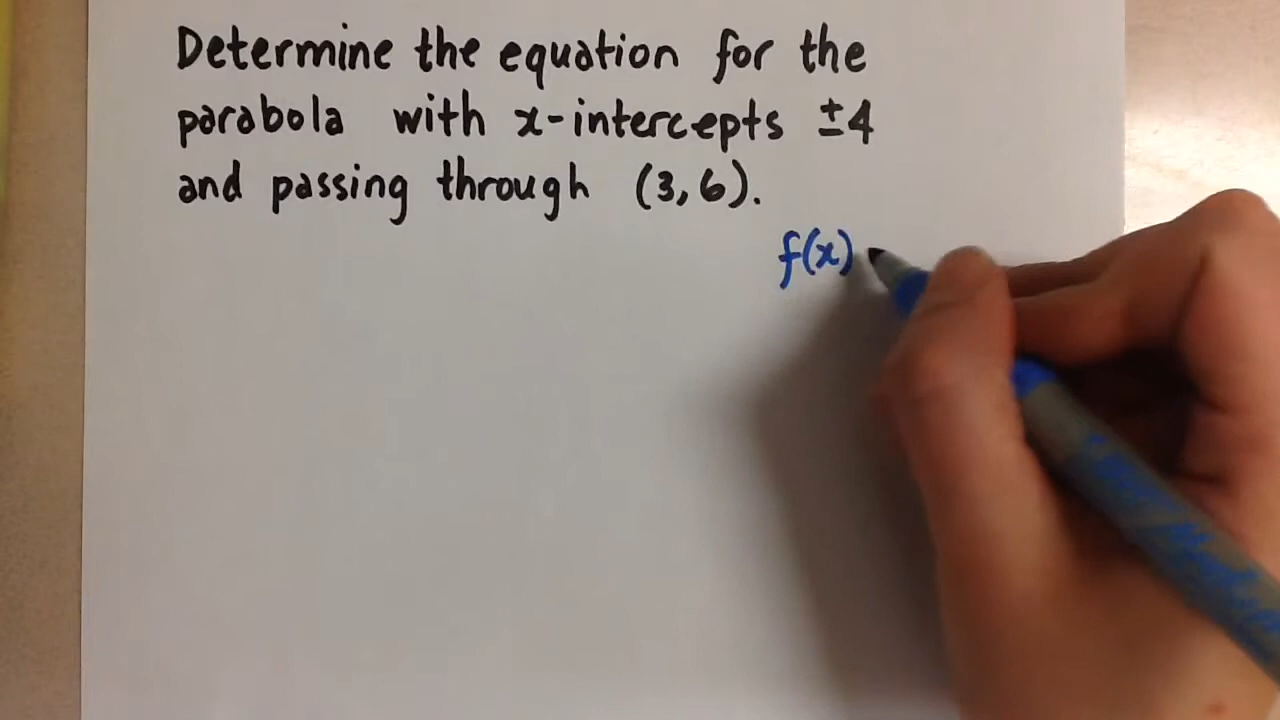 Determine the equation for the
parabola with x-intercepts ±4
and passing through (3,6).
f(x)